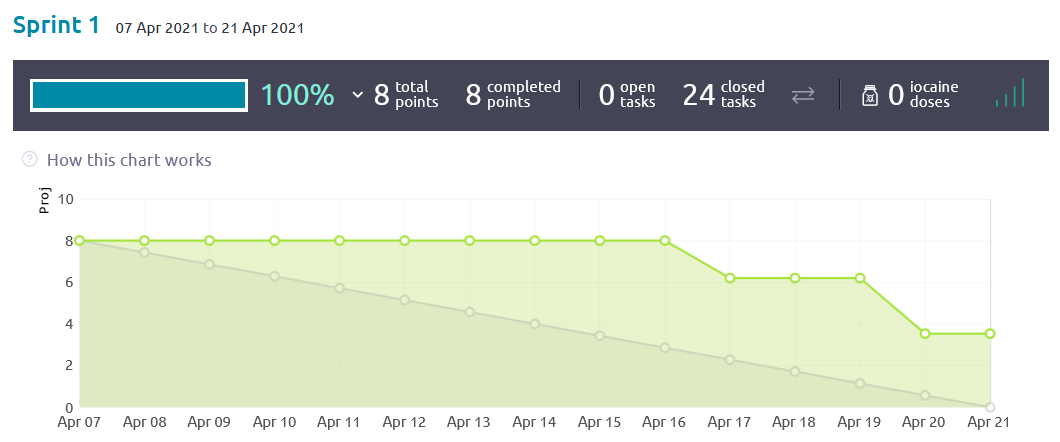 Sprint 1 07 Apr 2021 to 21 Apr 2021
100% 8 total points 8 completed points 0 open tasks 24 closed tasks 0 iocaine doses
? How this chart works
Proj
10
8
6
4
2
0
Apr 07 Apr 08 Apr 09 Apr 10 Apr 11 Apr 12 Apr 13 Apr 14 Apr 15 Apr 16 Apr 17 Apr 18 Apr 19 Apr 20 Apr 21